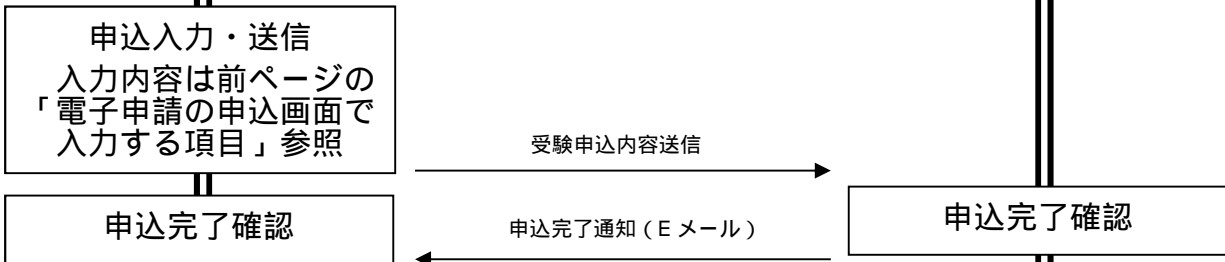 申込入力・送信
入力内容は前ページの
「電子申請の申込画面で
入力する項目」参照
受験申込内容送信
申込完了確認
申込完了通知（Ｅメール）
申込完了確認